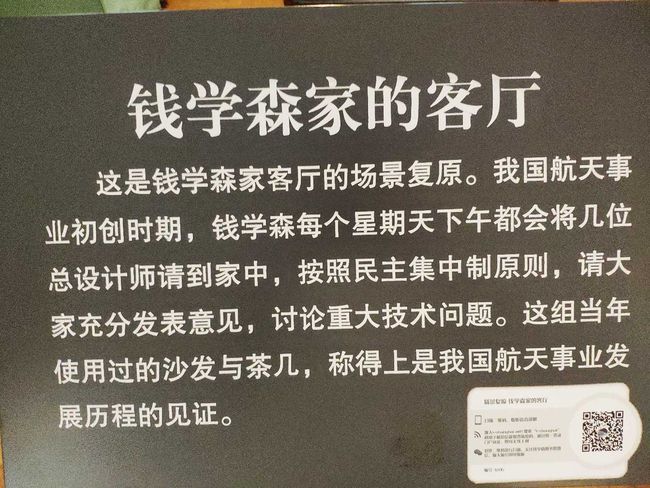 钱学森家的客厅
这是钱学森家客厅的场景复原。我国航天事
业初创时期，钱学森每个星期天下午都会将几位
总设计师请到家中，按照民主集中制原则，请大
家充分发表意见，讨论重大技术问题。这组当年
使用过的沙发与茶几，称得上是我国航天事业发
展历程的见证。
场景复原 钱学森家的客厅